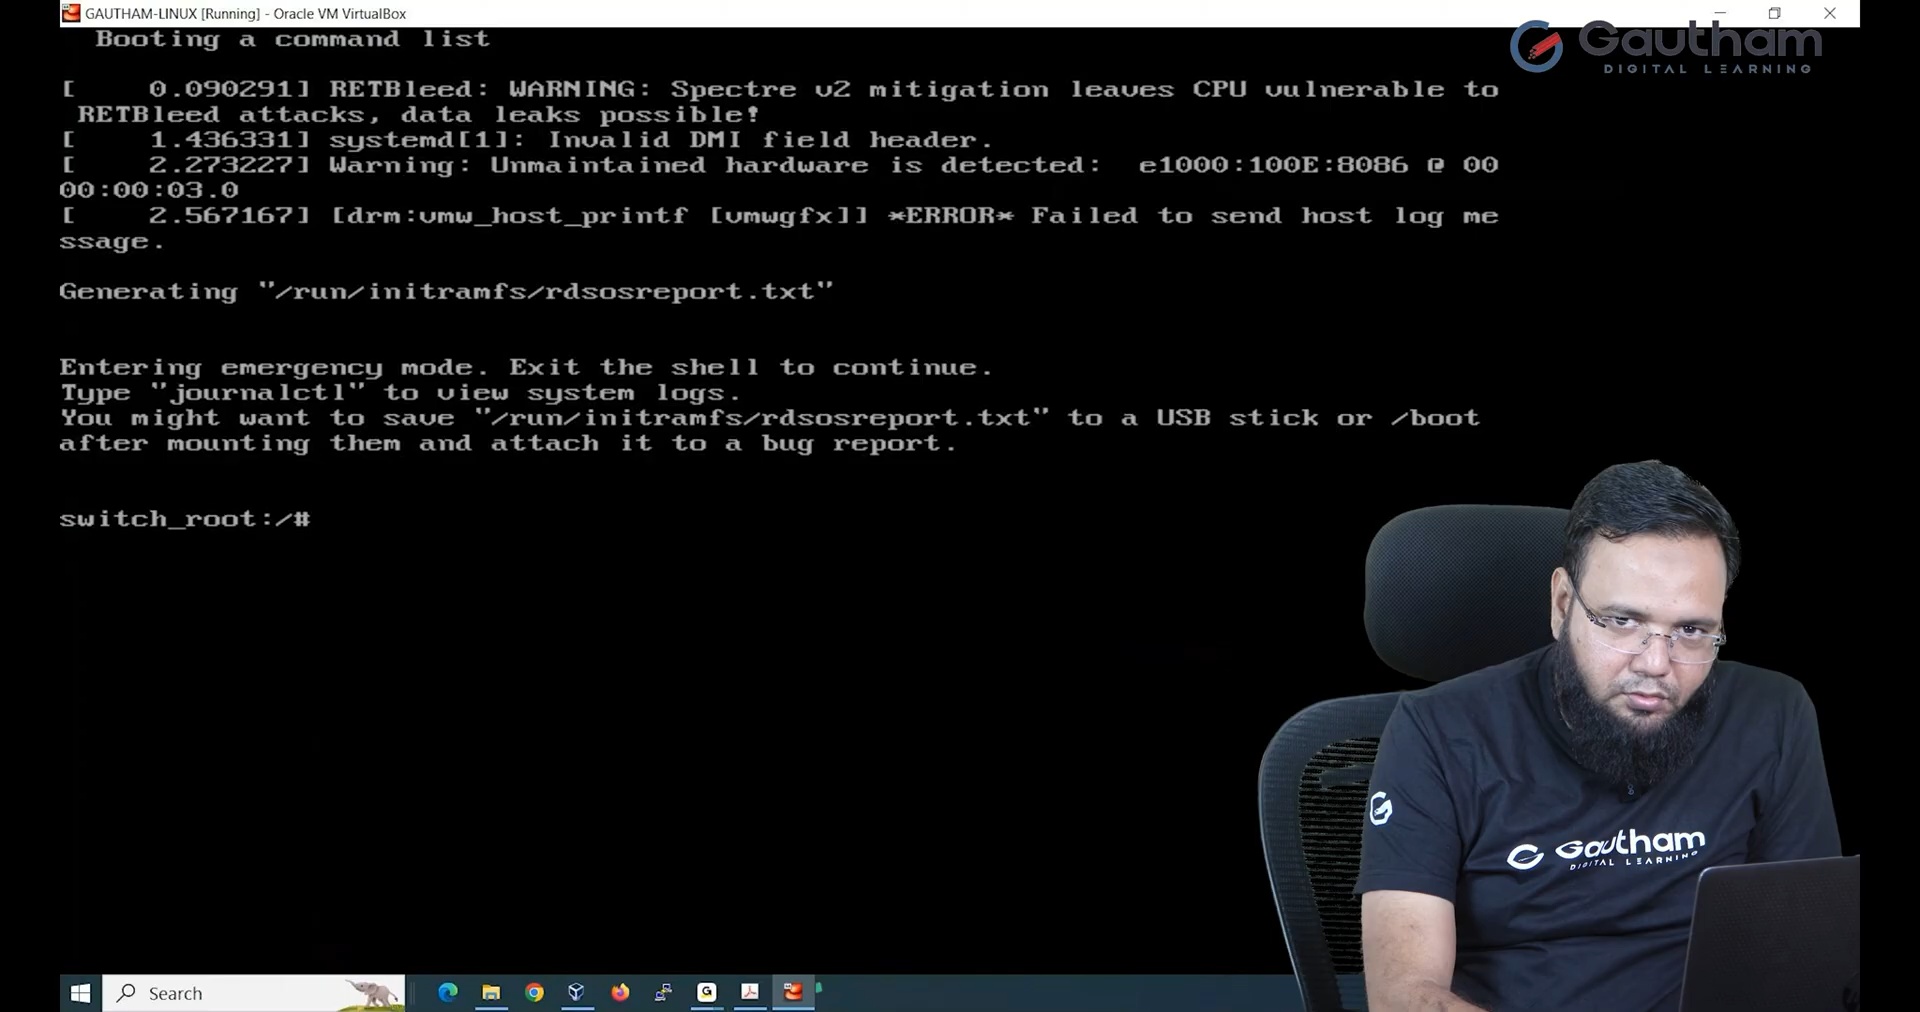 GAUTHAM-LINUX [Running] - Oracle VM VirtualBox
Gautham
DIGITAL LEARNING
Booting a command list
[    0.090291] RETBleed: WARNING: Spectre v2 mitigation leaves CPU vulnerable to
RETBleed attacks, data leaks possible!
[    1.436331] systemd[1]: Invalid DMI field header.
[    2.273227] Warning: Unmaintained hardware is detected:  e1000:100E:8086 @ 00
00:00:03.0
[    2.567167] [drm:vmw_host_printf [vmwgfx]] *ERROR* Failed to send host log me
ssage.
Generating "/run/initramfs/rdsosreport.txt"
Entering emergency mode. Exit the shell to continue.
Type "journalctl" to view system logs.
You might want to save "/run/initramfs/rdsosreport.txt" to a USB stick or /boot
after mounting them and attach it to a bug report.
switch_root:/#
Gautham
DIGITAL LEARNING
Search